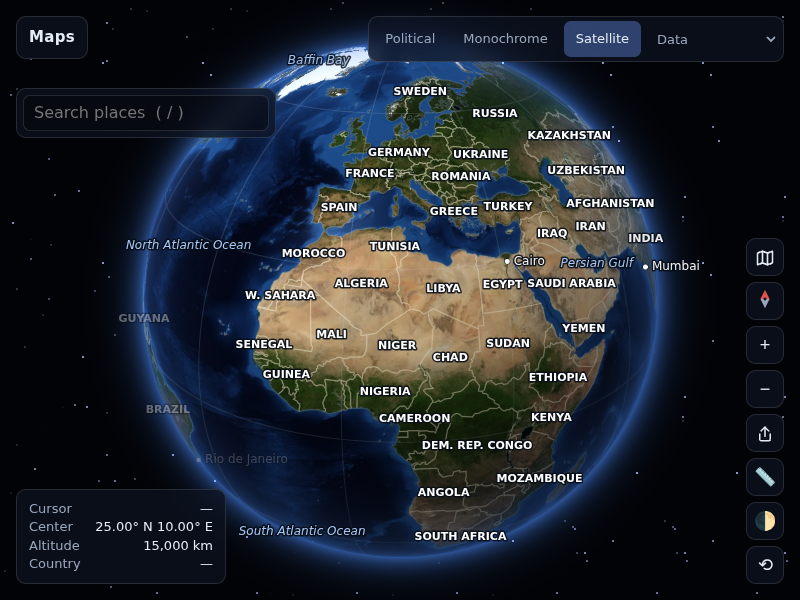 Maps
Political Monochrome Satellite Data
Search places ( / )
Baffin Bay
SWEDEN
RUSSIA
KAZAKHSTAN
GERMANY
UKRAINE
FRANCE
ROMANIA
UZBEKISTAN
SPAIN
GREECE
TURKEY
AFGHANISTAN
North Atlantic Ocean
MOROCCO
TUNISIA
IRAQ
IRAN
INDIA
Cairo
Persian Gulf
Mumbai
W. SAHARA
ALGERIA
LIBYA
EGYPT
SAUDI ARABIA
GUYANA
MALI
NIGER
SUDAN
YEMEN
SENEGAL
CHAD
GUINEA
ETHIOPIA
NIGERIA
BRAZIL
CAMEROON
KENYA
DEM. REP. CONGO
Rio de Janeiro
MOZAMBIQUE
ANGOLA
South Atlantic Ocean
SOUTH AFRICA
+
−
Cursor —
Center 25.00° N 10.00° E
Altitude 15,000 km
Country —